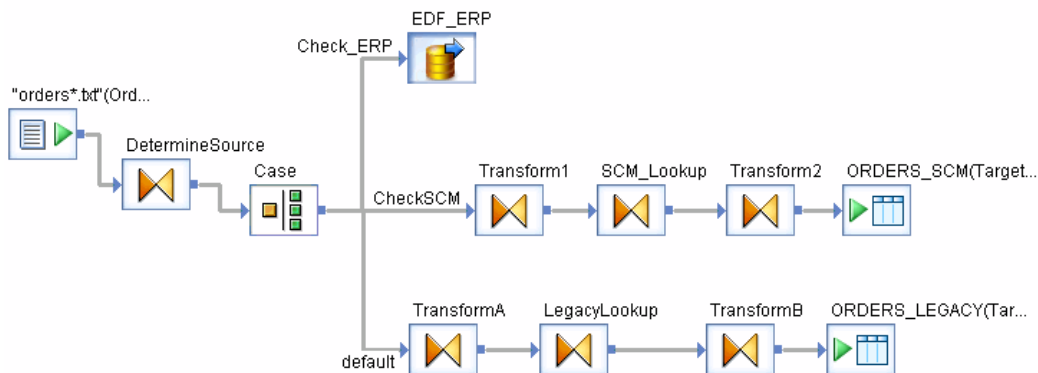 EDF_ERP
Check_ERP
"orders*.txt"(Ord...
DetermineSource
Case
CheckSCM
Transform1
SCM_Lookup
Transform2
ORDERS_SCM(Target...
TransformA
LegacyLookup
TransformB
ORDERS_LEGACY(Tar...
default